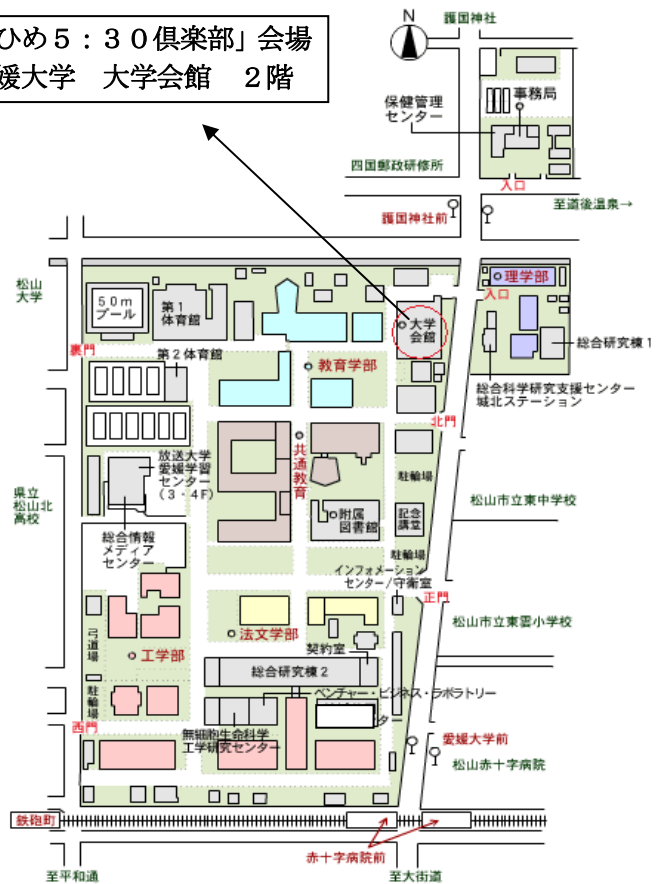 ひめ５：３０倶楽部」会場
媛大学　大学会館　２階
N
護国神社
保健管理
センター
事務局
四国郵政研修所
入口
至道後温泉→
護国神社前
松山
大学
50m
プール
第1
体育館
理学部
入口
大学
会館
総合研究棟1
裏門
第2体育館
教育学部
総合科学研究支援センター
城北ステーション
北門
共通教育
放送大学
愛媛学習
センター
(3・4F)
駐輪場
県立
松山北
高校
松山市立東中学校
附属
図書館
記念
講堂
総合情報
メディア
センター
駐輪場
インフォメーション
センター/守衛室
正門
弓道場
法文学部
松山市立東雲小学校
工学部
契約室
総合研究棟2
駐輪場
ベンチャー・ビジネス・ラボラトリー
ター
西門
無細胞生命科学
工学研究センター
愛媛大学前
松山赤十字病院
鉄砲町
赤十字病院前
至平和通
至大街道